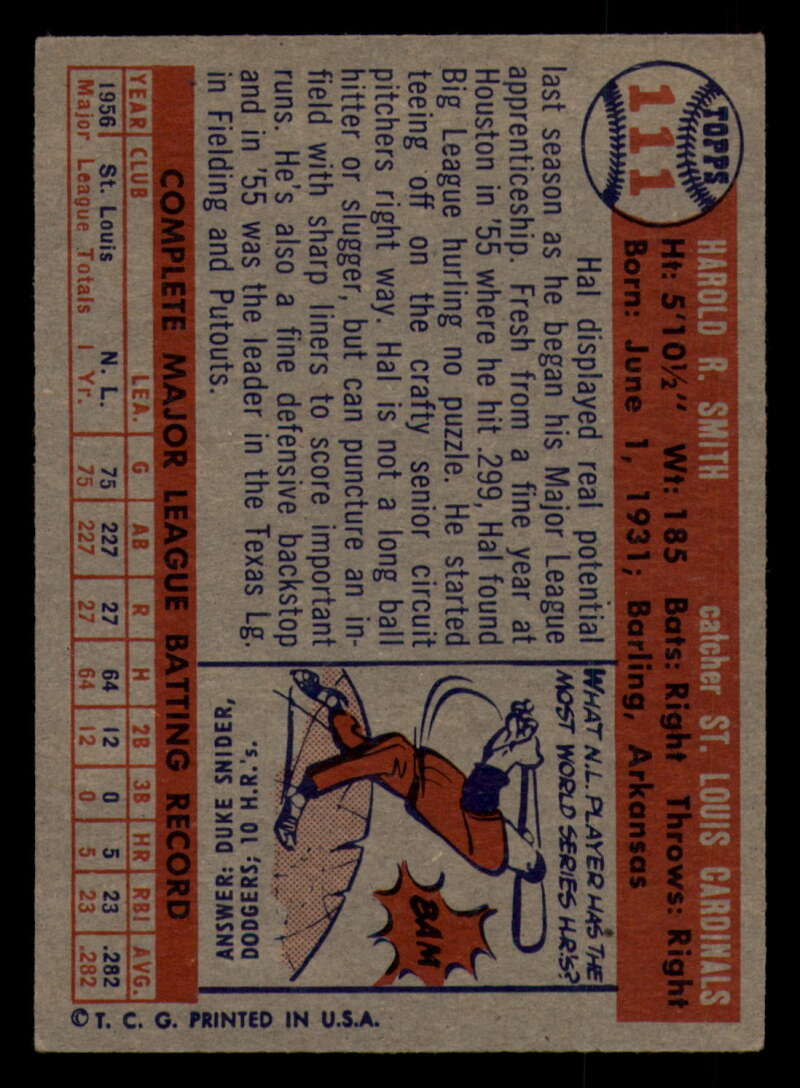 TOPPS
111
HAROLD R. SMITH catcher ST. LOUIS CARDINALS
Ht: 5'10½" Wt: 185 Bats: Right Throws: Right
Born: June 1, 1931; Barling, Arkansas
Hal displayed real potential
last season as he began his Major League
apprenticeship. Fresh from a fine year at
Houston in '55 where he hit .299, Hal found
Big League hurling no puzzle. He started
teeing off on the crafty senior circuit
pitchers right way. Hal is not a long ball
hitter or slugger, but can puncture an in-
field with sharp liners to score important
runs. He's also a fine defensive backstop
and in '55 was the leader in the Texas Lg.
in Fielding and Putouts.
WHAT N.L. PLAYER HAS THE
MOST WORLD SERIES H.R.'S?
BAM
ANSWER: DUKE SNIDER,
DODGERS; 10 H.R.'s.
COMPLETE MAJOR LEAGUE BATTING RECORD
YEAR CLUB LEA. G AB R H 2B 3B HR RBI AVG.
1956 St. Louis N. L. 75 227 27 64 12 0 5 23 .282
Major League Totals 1 Yr. 75 227 27 64 12 0 5 23 .282
© T. C. G. PRINTED IN U.S.A.